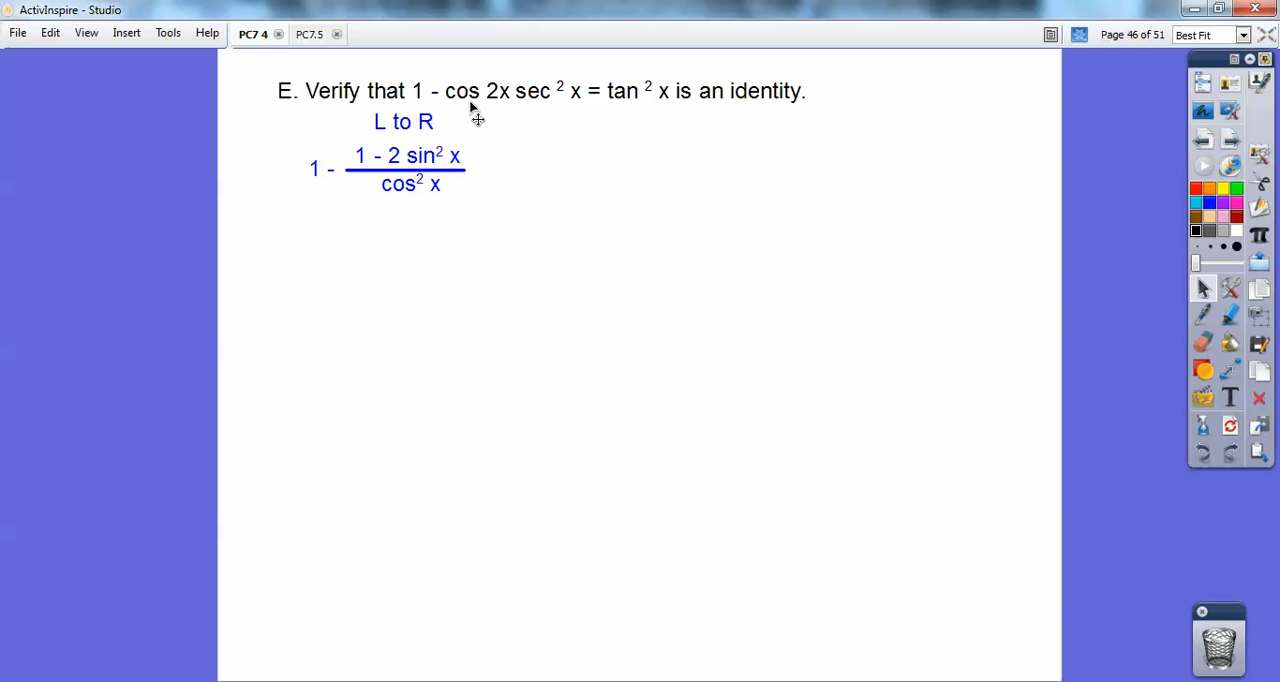 ActivInspire - Studio
File Edit View Insert Tools Help
PC7 4 PC7.5
Page 46 of 51 Best Fit
E. Verify that 1 - cos 2x sec ² x = tan ² x is an identity.
L to R
1 - 1 - 2 sin² x
cos² x